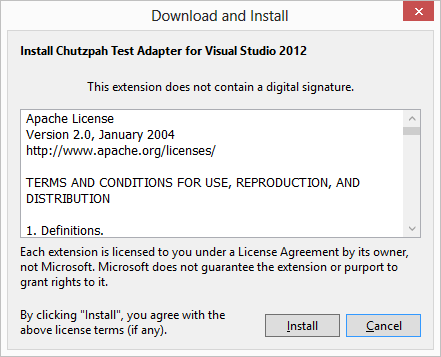 Download and Install
Install Chutzpah Test Adapter for Visual Studio 2012
This extension does not contain a digital signature.
Apache License
Version 2.0, January 2004
http://www.apache.org/licenses/
TERMS AND CONDITIONS FOR USE, REPRODUCTION, AND
DISTRIBUTION
1. Definitions.
Each extension is licensed to you under a License Agreement by its owner,
not Microsoft. Microsoft does not guarantee the extension or purport to
grant rights to it.
By clicking "Install", you agree with the
above license terms (if any).
Install
Cancel